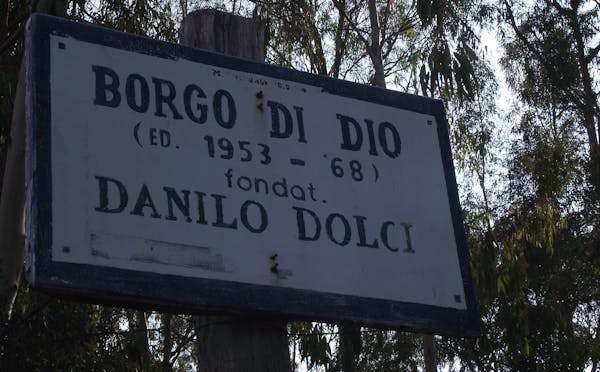 BORGO DI DIO
(ED. 1953 - '68)
fondat.
DANILO DOLCI